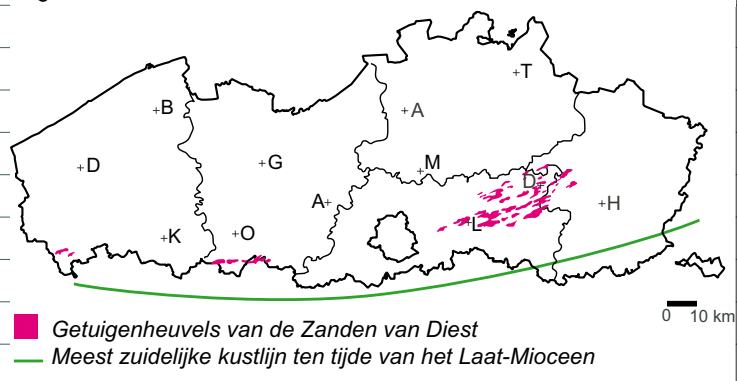 +T
+B
+A
+D
+G
+M
D+
A+
+H
+K
+O
+L
0 10 km
Getuigenheuvels van de Zanden van Diest
Meest zuidelijke kustlijn ten tijde van het Laat-Mioceen